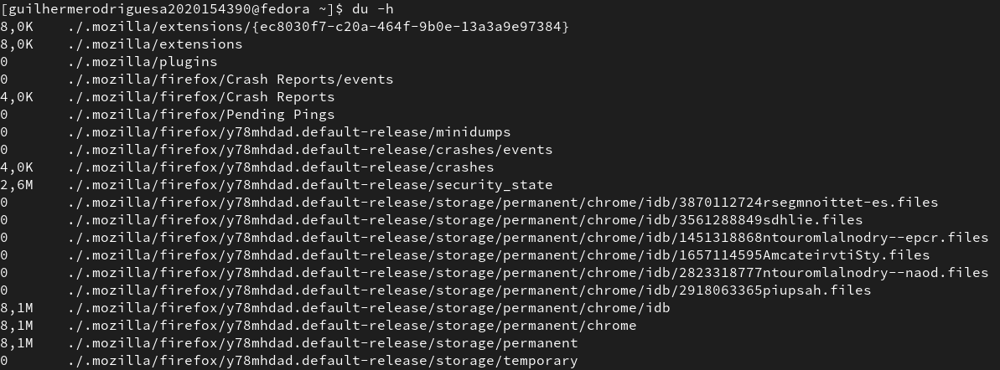 [guilhermerodriguesa2020154390@fedora ~]$ du -h
8,0K    ./.mozilla/extensions/{ec8030f7-c20a-464f-9b0e-13a3a9e97384}
8,0K    ./.mozilla/extensions
0       ./.mozilla/plugins
0       ./.mozilla/firefox/Crash Reports/events
4,0K    ./.mozilla/firefox/Crash Reports
0       ./.mozilla/firefox/Pending Pings
0       ./.mozilla/firefox/y78mhdad.default-release/minidumps
0       ./.mozilla/firefox/y78mhdad.default-release/crashes/events
4,0K    ./.mozilla/firefox/y78mhdad.default-release/crashes
2,6M    ./.mozilla/firefox/y78mhdad.default-release/security_state
0       ./.mozilla/firefox/y78mhdad.default-release/storage/permanent/chrome/idb/3870112724rsegmnoittet-es.files
0       ./.mozilla/firefox/y78mhdad.default-release/storage/permanent/chrome/idb/3561288849sdhlie.files
0       ./.mozilla/firefox/y78mhdad.default-release/storage/permanent/chrome/idb/1451318868ntouromlalnodry--epcr.files
0       ./.mozilla/firefox/y78mhdad.default-release/storage/permanent/chrome/idb/1657114595AmcateirvtiSty.files
0       ./.mozilla/firefox/y78mhdad.default-release/storage/permanent/chrome/idb/2823318777ntouromlalnodry--naod.files
0       ./.mozilla/firefox/y78mhdad.default-release/storage/permanent/chrome/idb/2918063365piupsah.files
8,1M    ./.mozilla/firefox/y78mhdad.default-release/storage/permanent/chrome/idb
8,1M    ./.mozilla/firefox/y78mhdad.default-release/storage/permanent/chrome
8,1M    ./.mozilla/firefox/y78mhdad.default-release/storage/permanent
0       ./.mozilla/firefox/y78mhdad.default-release/storage/temporary